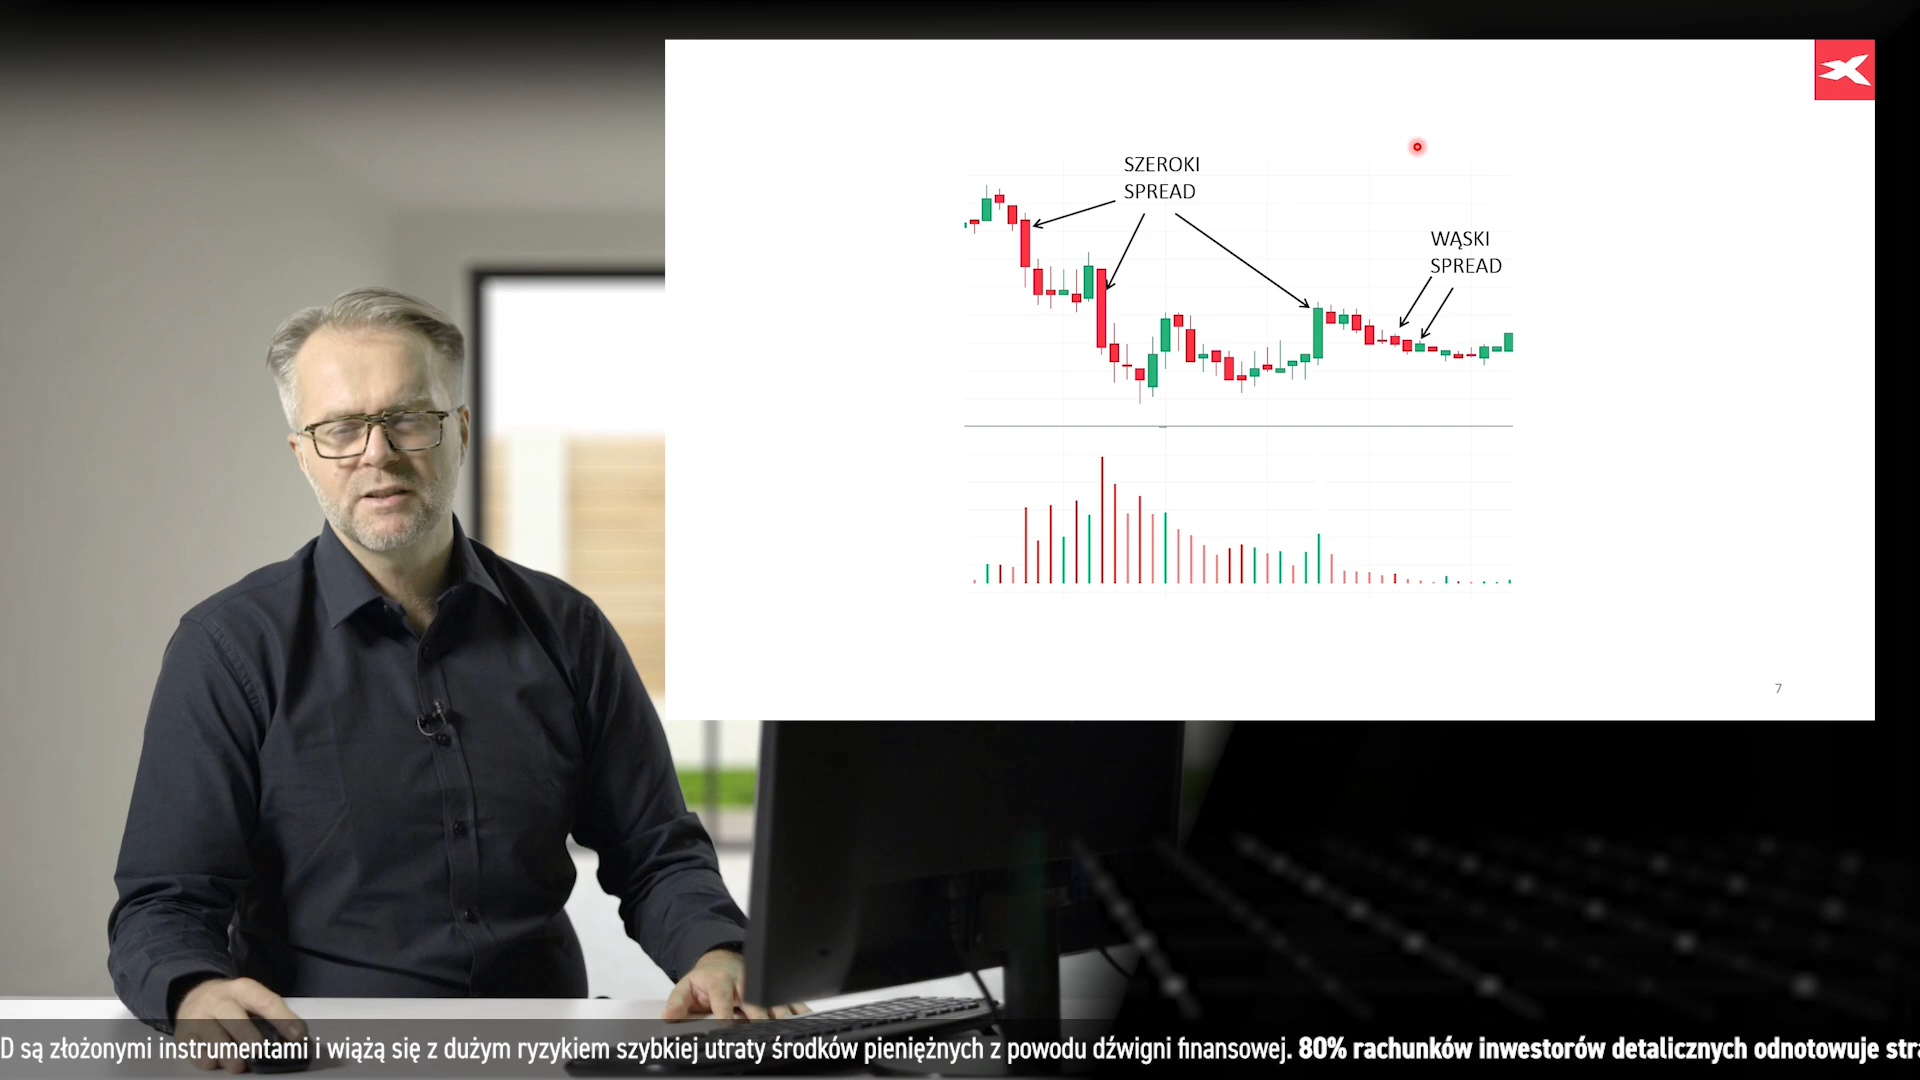 SZEROKI
SPREAD
WĄSKI
SPREAD
7
są złożonymi instrumentami i wiążą się z dużym ryzykiem szybkiej utraty środków pieniężnych z powodu dźwigni finansowej. 80% rachunków inwestorów detalicznych odnotowuje